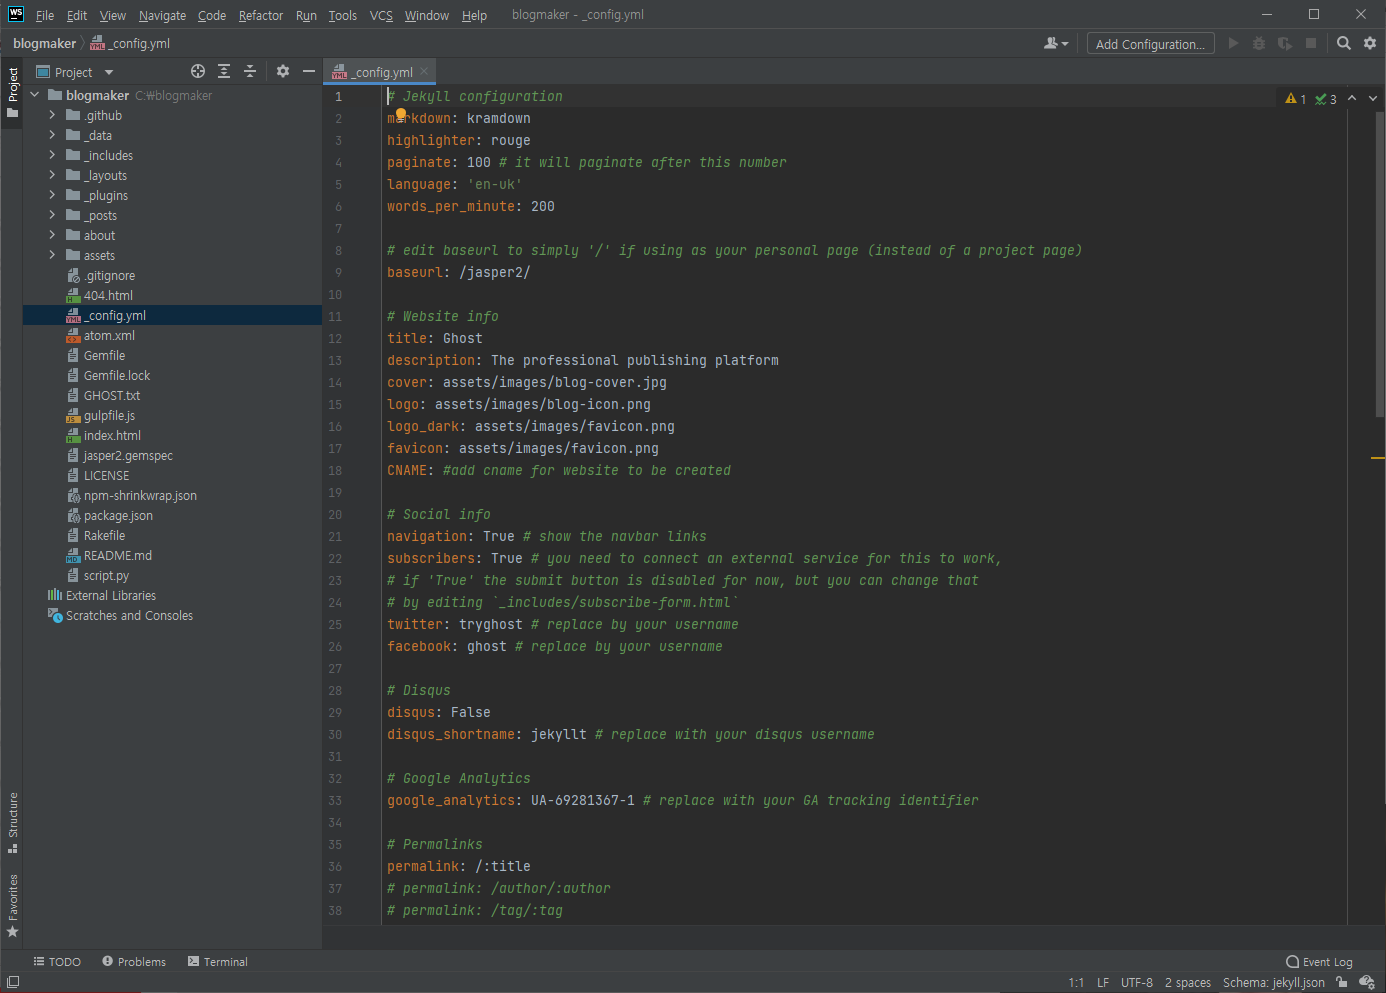 WS File Edit View Navigate Code Refactor Run Tools VCS Window Help blogmaker - _config.yml
blogmaker _config.yml Add Configuration...
Project
Project
_config.yml
blogmaker C:₩blogmaker
.github
_data
_includes
_layouts
_plugins
_posts
about
assets
.gitignore
404.html
_config.yml
atom.xml
Gemfile
Gemfile.lock
GHOST.txt
gulpfile.js
index.html
jasper2.gemspec
LICENSE
npm-shrinkwrap.json
package.json
Rakefile
README.md
script.py
External Libraries
Scratches and Consoles
Structure
Favorites
1 # Jekyll configuration
1 3
2 markdown: kramdown
3 highlighter: rouge
4 paginate: 100 # it will paginate after this number
5 language: 'en-uk'
6 words_per_minute: 200
7
8 # edit baseurl to simply '/' if using as your personal page (instead of a project page)
9 baseurl: /jasper2/
10
11 # Website info
12 title: Ghost
13 description: The professional publishing platform
14 cover: assets/images/blog-cover.jpg
15 logo: assets/images/blog-icon.png
16 logo_dark: assets/images/favicon.png
17 favicon: assets/images/favicon.png
18 CNAME: #add cname for website to be created
19
20 # Social info
21 navigation: True # show the navbar links
22 subscribers: True # you need to connect an external service for this to work,
23 # if 'True' the submit button is disabled for now, but you can change that
24 # by editing `_includes/subscribe-form.html`
25 twitter: tryghost # replace by your username
26 facebook: ghost # replace by your username
27
28 # Disqus
29 disqus: False
30 disqus_shortname: jekyllt # replace with your disqus username
31
32 # Google Analytics
33 google_analytics: UA-69281367-1 # replace with your GA tracking identifier
34
35 # Permalinks
36 permalink: /:title
37 # permalink: /author/:author
38 # permalink: /tag/:tag
TODO Problems Terminal Event Log
1:1 LF UTF-8 2 spaces Schema: jekyll.json